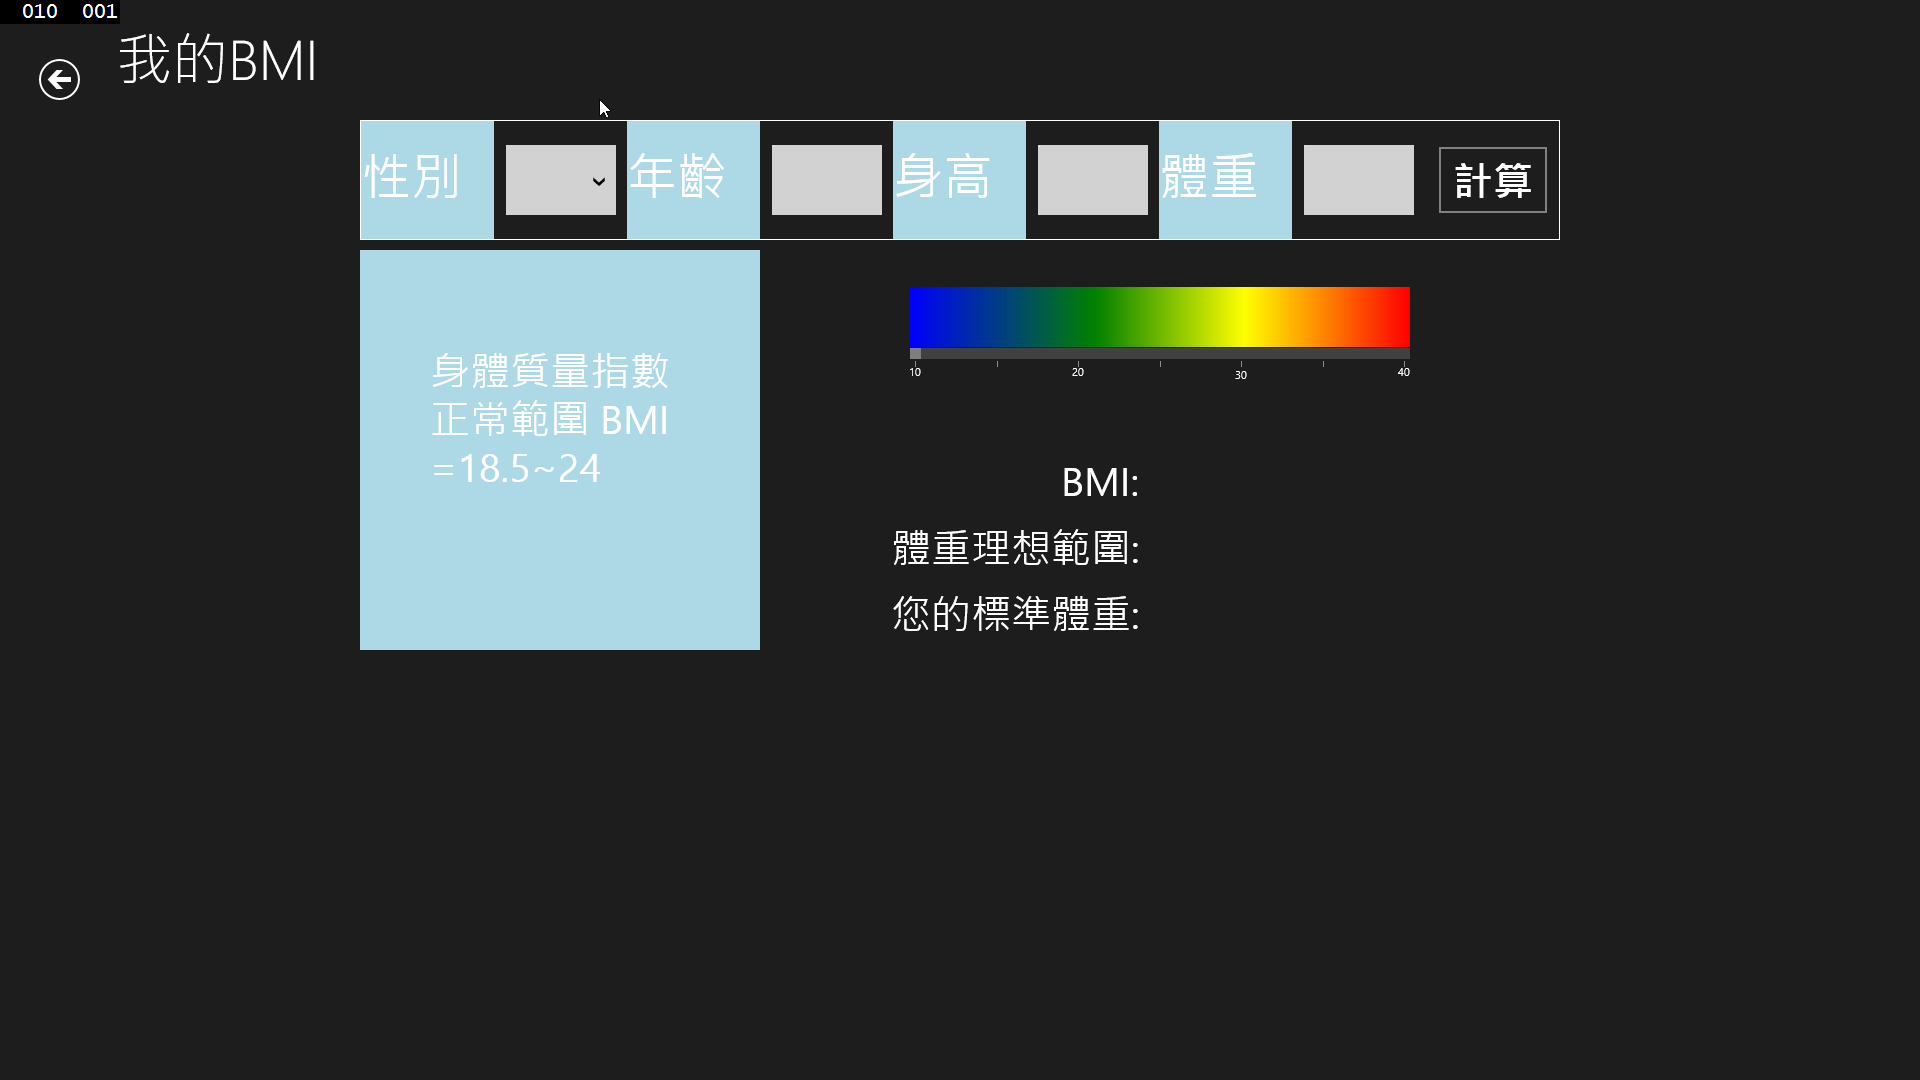 010 001
我的BMI
性別 年齡 身高 體重 計算
身體質量指數
正常範圍 BMI
=18.5~24
10 20 30 40
BMI:
體重理想範圍:
您的標準體重: